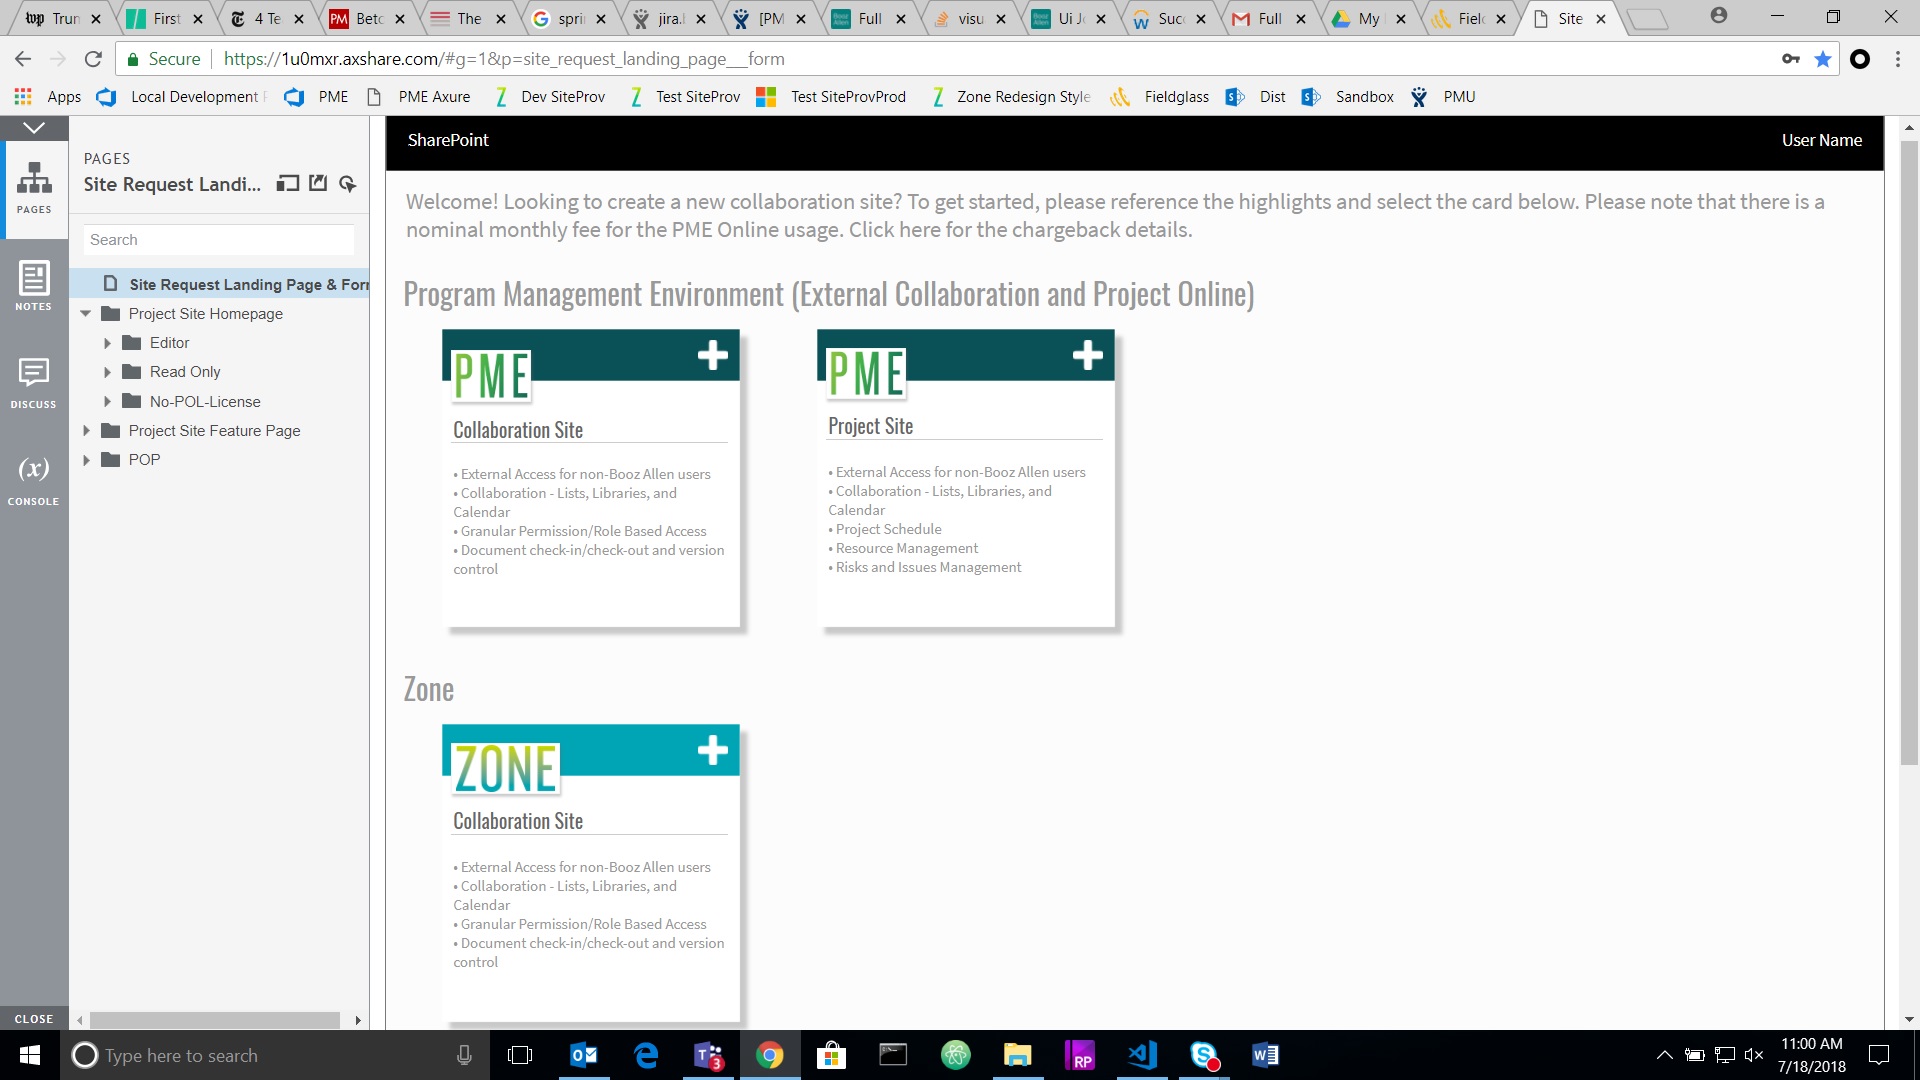 Trun
First
4 Te
Betc
The
sprin
jira.l
[PM
Full
visu
Ui Je
Succ
Full
My
Field
Site
Secure
https://1u0mxr.axshare.com/#g=1&p=site_request_landing_page___form
Apps
Local Development
PME
PME Axure
Dev SiteProv
Test SiteProv
Test SiteProvProd
Zone Redesign Style
Fieldglass
Dist
Sandbox
PMU
PAGES
NOTES
DISCUSS
(x)
CONSOLE
CLOSE
PAGES
Site Request Landi...
Search
Site Request Landing Page & For
Project Site Homepage
Editor
Read Only
No-POL-License
Project Site Feature Page
POP
SharePoint
User Name
Welcome! Looking to create a new collaboration site? To get started, please reference the highlights and select the card below. Please note that there is a
nominal monthly fee for the PME Online usage. Click here for the chargeback details.
Program Management Environment (External Collaboration and Project Online)
PME
Collaboration Site
• External Access for non-Booz Allen users
• Collaboration - Lists, Libraries, and
Calendar
• Granular Permission/Role Based Access
• Document check-in/check-out and version
control
PME
Project Site
• External Access for non-Booz Allen users
• Collaboration - Lists, Libraries, and
Calendar
• Project Schedule
• Resource Management
• Risks and Issues Management
Zone
ZONE
Collaboration Site
• External Access for non-Booz Allen users
• Collaboration - Lists, Libraries, and
Calendar
• Granular Permission/Role Based Access
• Document check-in/check-out and version
control
Type here to search
11:00 AM
7/18/2018